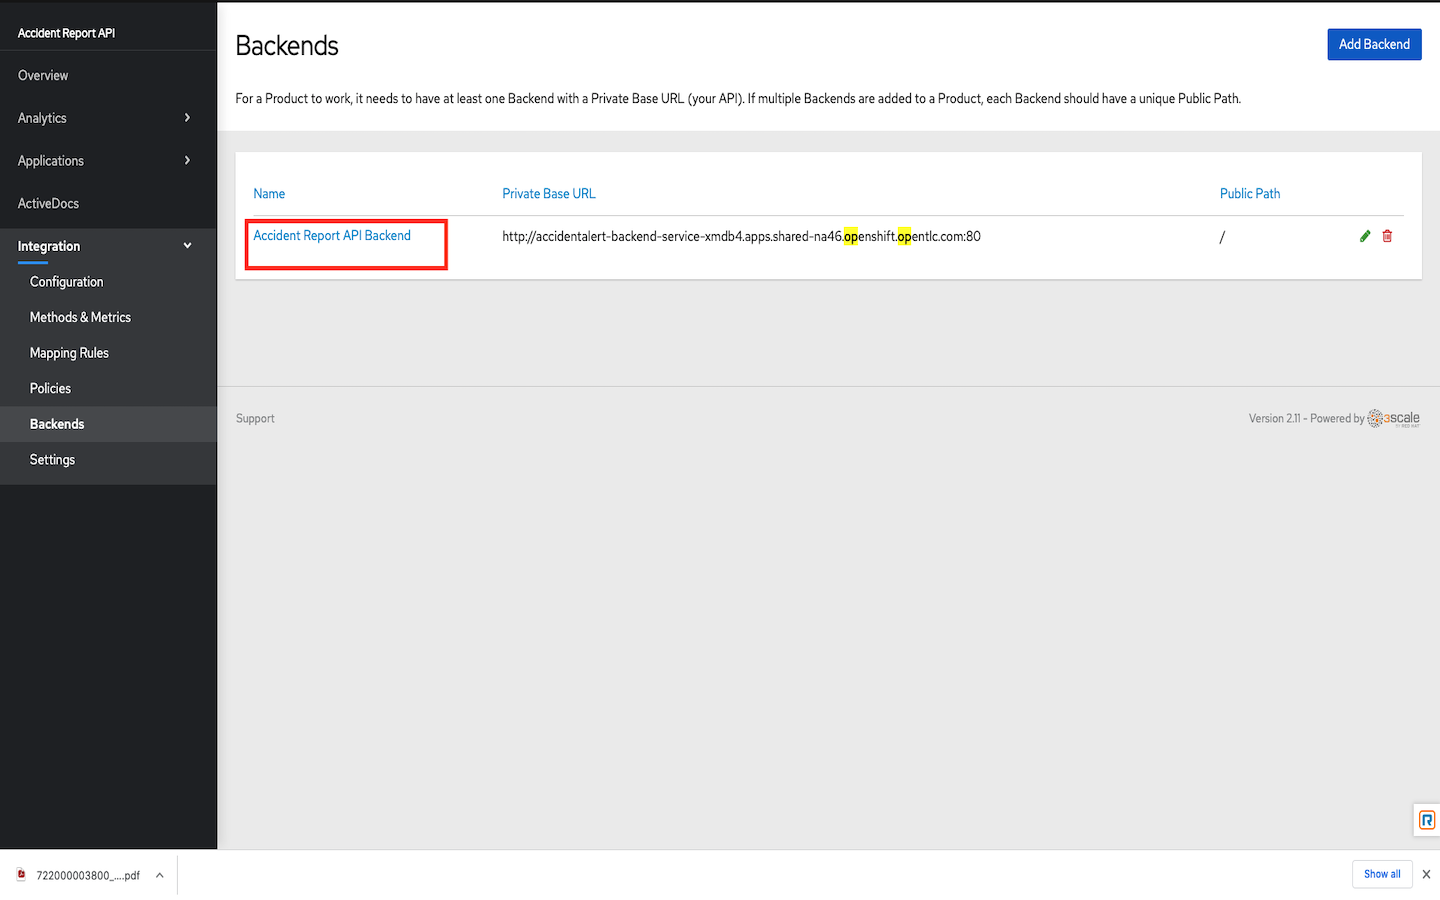 Accident Report API
Overview
Analytics
Applications
ActiveDocs
Integration
Configuration
Methods & Metrics
Mapping Rules
Policies
Backends
Settings
Backends
Add Backend
For a Product to work, it needs to have at least one Backend with a Private Base URL (your API). If multiple Backends are added to a Product, each Backend should have a unique Public Path.
Name Private Base URL Public Path
Accident Report API Backend http://accidentalert-backend-service-xmdb4.apps.shared-na46.openshift.opentlc.com:80 /
Support
Version 2.11 - Powered by 3scale
BY RED HAT
722000003800_....pdf
Show all